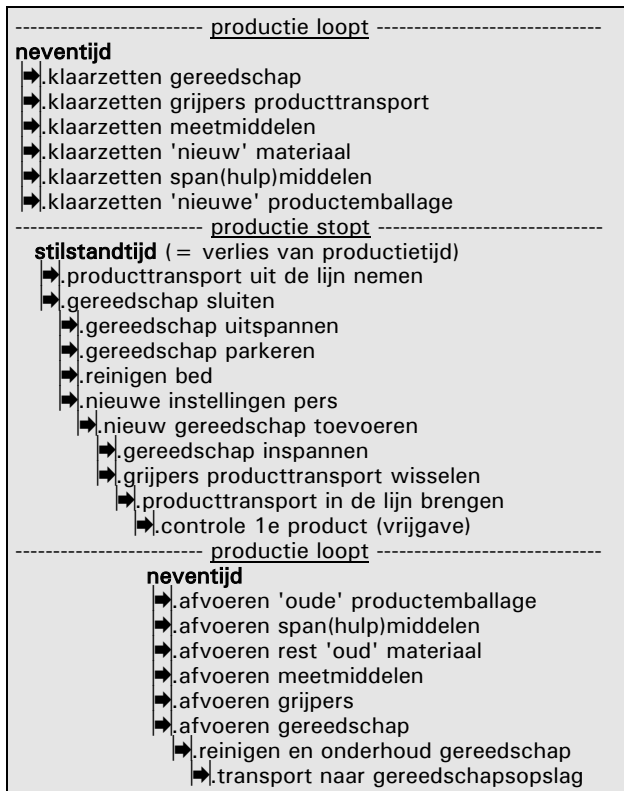 ------------------------ productie loopt -----------------------------
neventijd
➡.klaarzetten gereedschap
➡.klaarzetten grijpers producttransport
➡.klaarzetten meetmiddelen
➡.klaarzetten 'nieuw' materiaal
➡.klaarzetten span(hulp)middelen
➡.klaarzetten 'nieuwe' productemballage
------------------------ productie stopt -----------------------------
stilstandtijd (= verlies van productietijd)
➡.producttransport uit de lijn nemen
➡.gereedschap sluiten
➡.gereedschap uitspannen
➡.gereedschap parkeren
➡.reinigen bed
➡.nieuwe instellingen pers
➡.nieuw gereedschap toevoeren
➡.gereedschap inspannen
➡.grijpers producttransport wisselen
➡.producttransport in de lijn brengen
➡.controle 1e product (vrijgave)
------------------------ productie loopt -----------------------------
neventijd
➡.afvoeren 'oude' productemballage
➡.afvoeren span(hulp)middelen
➡.afvoeren rest 'oud' materiaal
➡.afvoeren meetmiddelen
➡.afvoeren grijpers
➡.afvoeren gereedschap
➡.reinigen en onderhoud gereedschap
➡.transport naar gereedschapsopslag